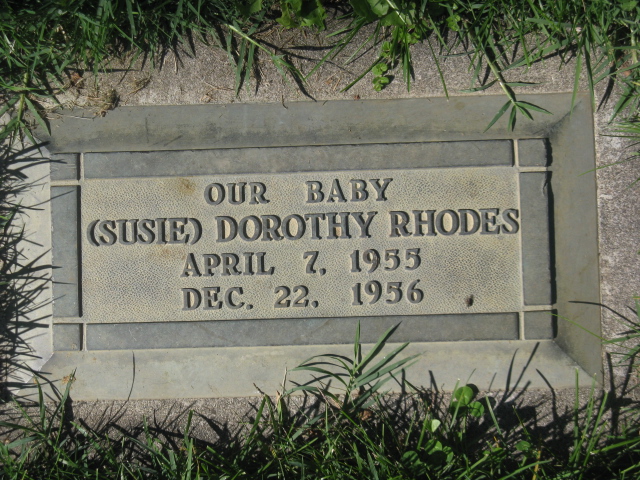 OUR BABY
(SUSIE) DOROTHY RHODES
APRIL 7, 1955
DEC. 22, 1956